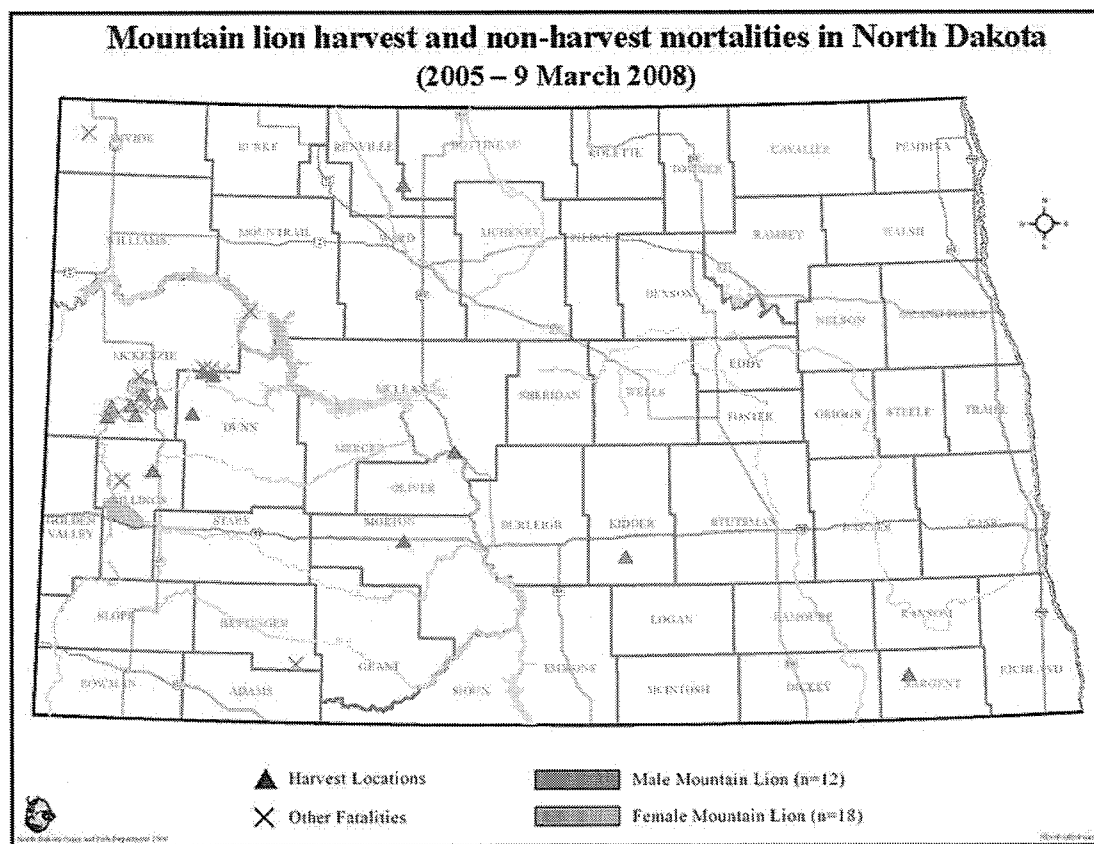 Mountain lion harvest and non-harvest mortalities in North Dakota
(2005 – 9 March 2008)
BURKE
RENVILLE
BOTTINEAU
ROLETTE
TOWNER
CAVALIER
PEMBINA
WILLIAMS
MOUNTRAIL
WARD
MCHENRY
PIERCE
RAMSEY
WALSH
BENSON
NELSON
GRAND FORKS
MCKENZIE
DUNN
MERCER
SHERIDAN
WELLS
EDDY
FOSTER
GRIGGS
STEELE
TRAILL
BILLINGS
OLIVER
GOLDEN
VALLEY
STARK
MORTON
BURLEIGH
KIDDER
STUTSMAN
BARNES
CASS
SLOPE
HETTINGER
GRANT
LOGAN
LAMOURE
RANSOM
BOWMAN
ADAMS
SIOUX
EMMONS
MCINTOSH
DICKEY
SARGENT
RICHLAND
Harvest Locations
Male Mountain Lion (n=12)
Other Fatalities
Female Mountain Lion (n=18)